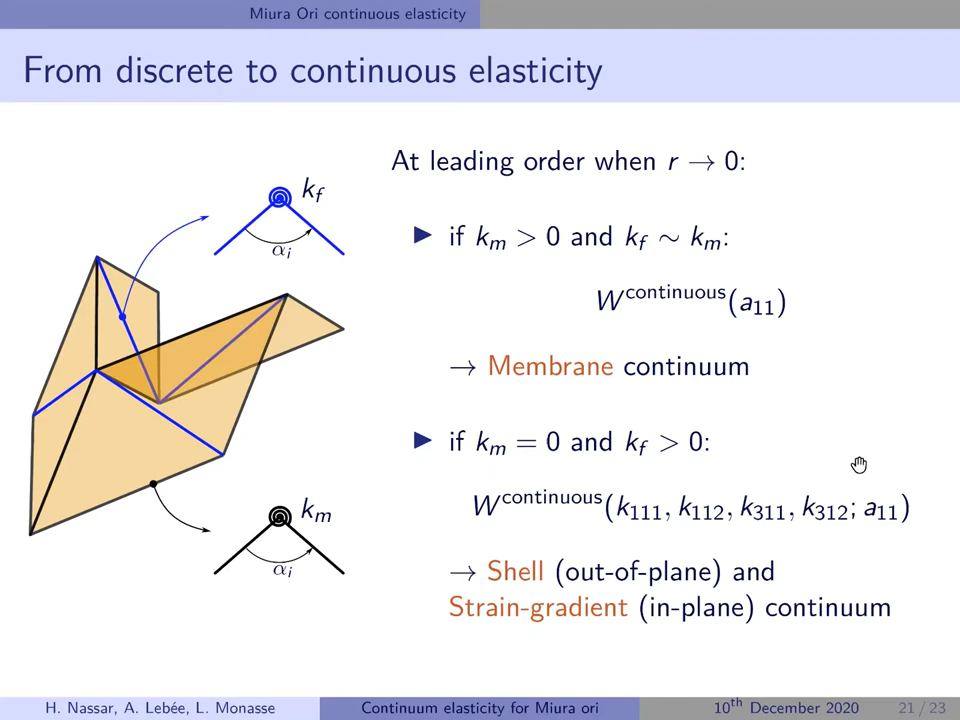 Miura Ori continuous elasticity
From discrete to continuous elasticity
At leading order when r → 0:
k_f
α_i
▶ if k_m > 0 and k_f ∼ k_m:
W^continuous(a_11)
→ Membrane continuum
▶ if k_m = 0 and k_f > 0:
W^continuous(k_111, k_112, k_311, k_312; a_11)
k_m
α_i
→ Shell (out-of-plane) and
Strain-gradient (in-plane) continuum
H. Nassar, A. Lebée, L. Monasse
Continuum elasticity for Miura ori
10th December 2020
21 / 23